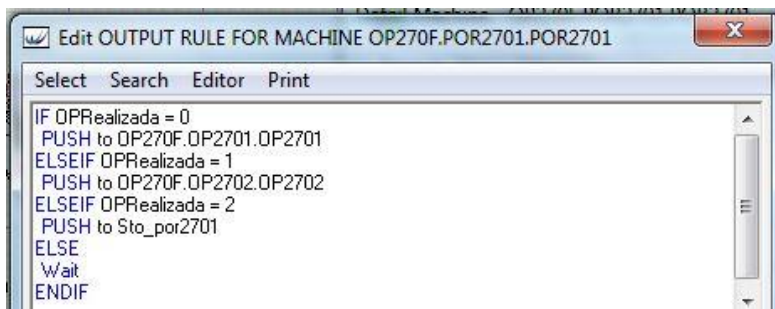 Edit OUTPUT RULE FOR MACHINE OP270F.POR2701.POR2701
Select Search Editor Print
IF OPRealizada = 0
PUSH to OP270F.OP2701.OP2701
ELSEIF OPRealizada = 1
PUSH to OP270F.OP2702.OP2702
ELSEIF OPRealizada = 2
PUSH to Sto_por2701
ELSE
Wait
ENDIF